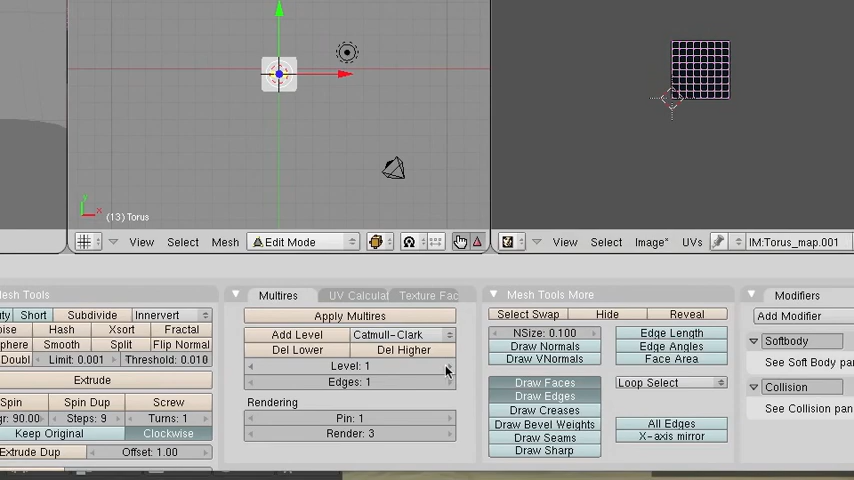 (13) Torus
View Select Mesh Edit Mode
View Select Image* UVs IM:Torus_map.001
Mesh Tools
Short Subdivide Innervert
Hash Xsort Fractal
Smooth Split Flip Normal
Limit: 0.001 Threshold: 0.010
Extrude
Spin Spin Dup Screw
90.00 Steps: 9 Turns: 1
Keep Original Clockwise
Extrude Dup Offset: 1.00
Multires UV Calculat Texture Fac
Apply Multires
Add Level Catmull-Clark
Del Lower Del Higher
Level: 1
Edges: 1
Rendering
Pin: 1
Render: 3
Mesh Tools More
Select Swap Hide Reveal
NSize: 0.100
Draw Normals
Draw VNormals
Edge Length
Edge Angles
Face Area
Draw Faces
Draw Edges
Draw Creases
Draw Bevel Weights
Draw Seams
Draw Sharp
Loop Select
All Edges
X-axis mirror
Modifiers
Add Modifier
Softbody
See Soft Body pan
Collision
See Collision pan